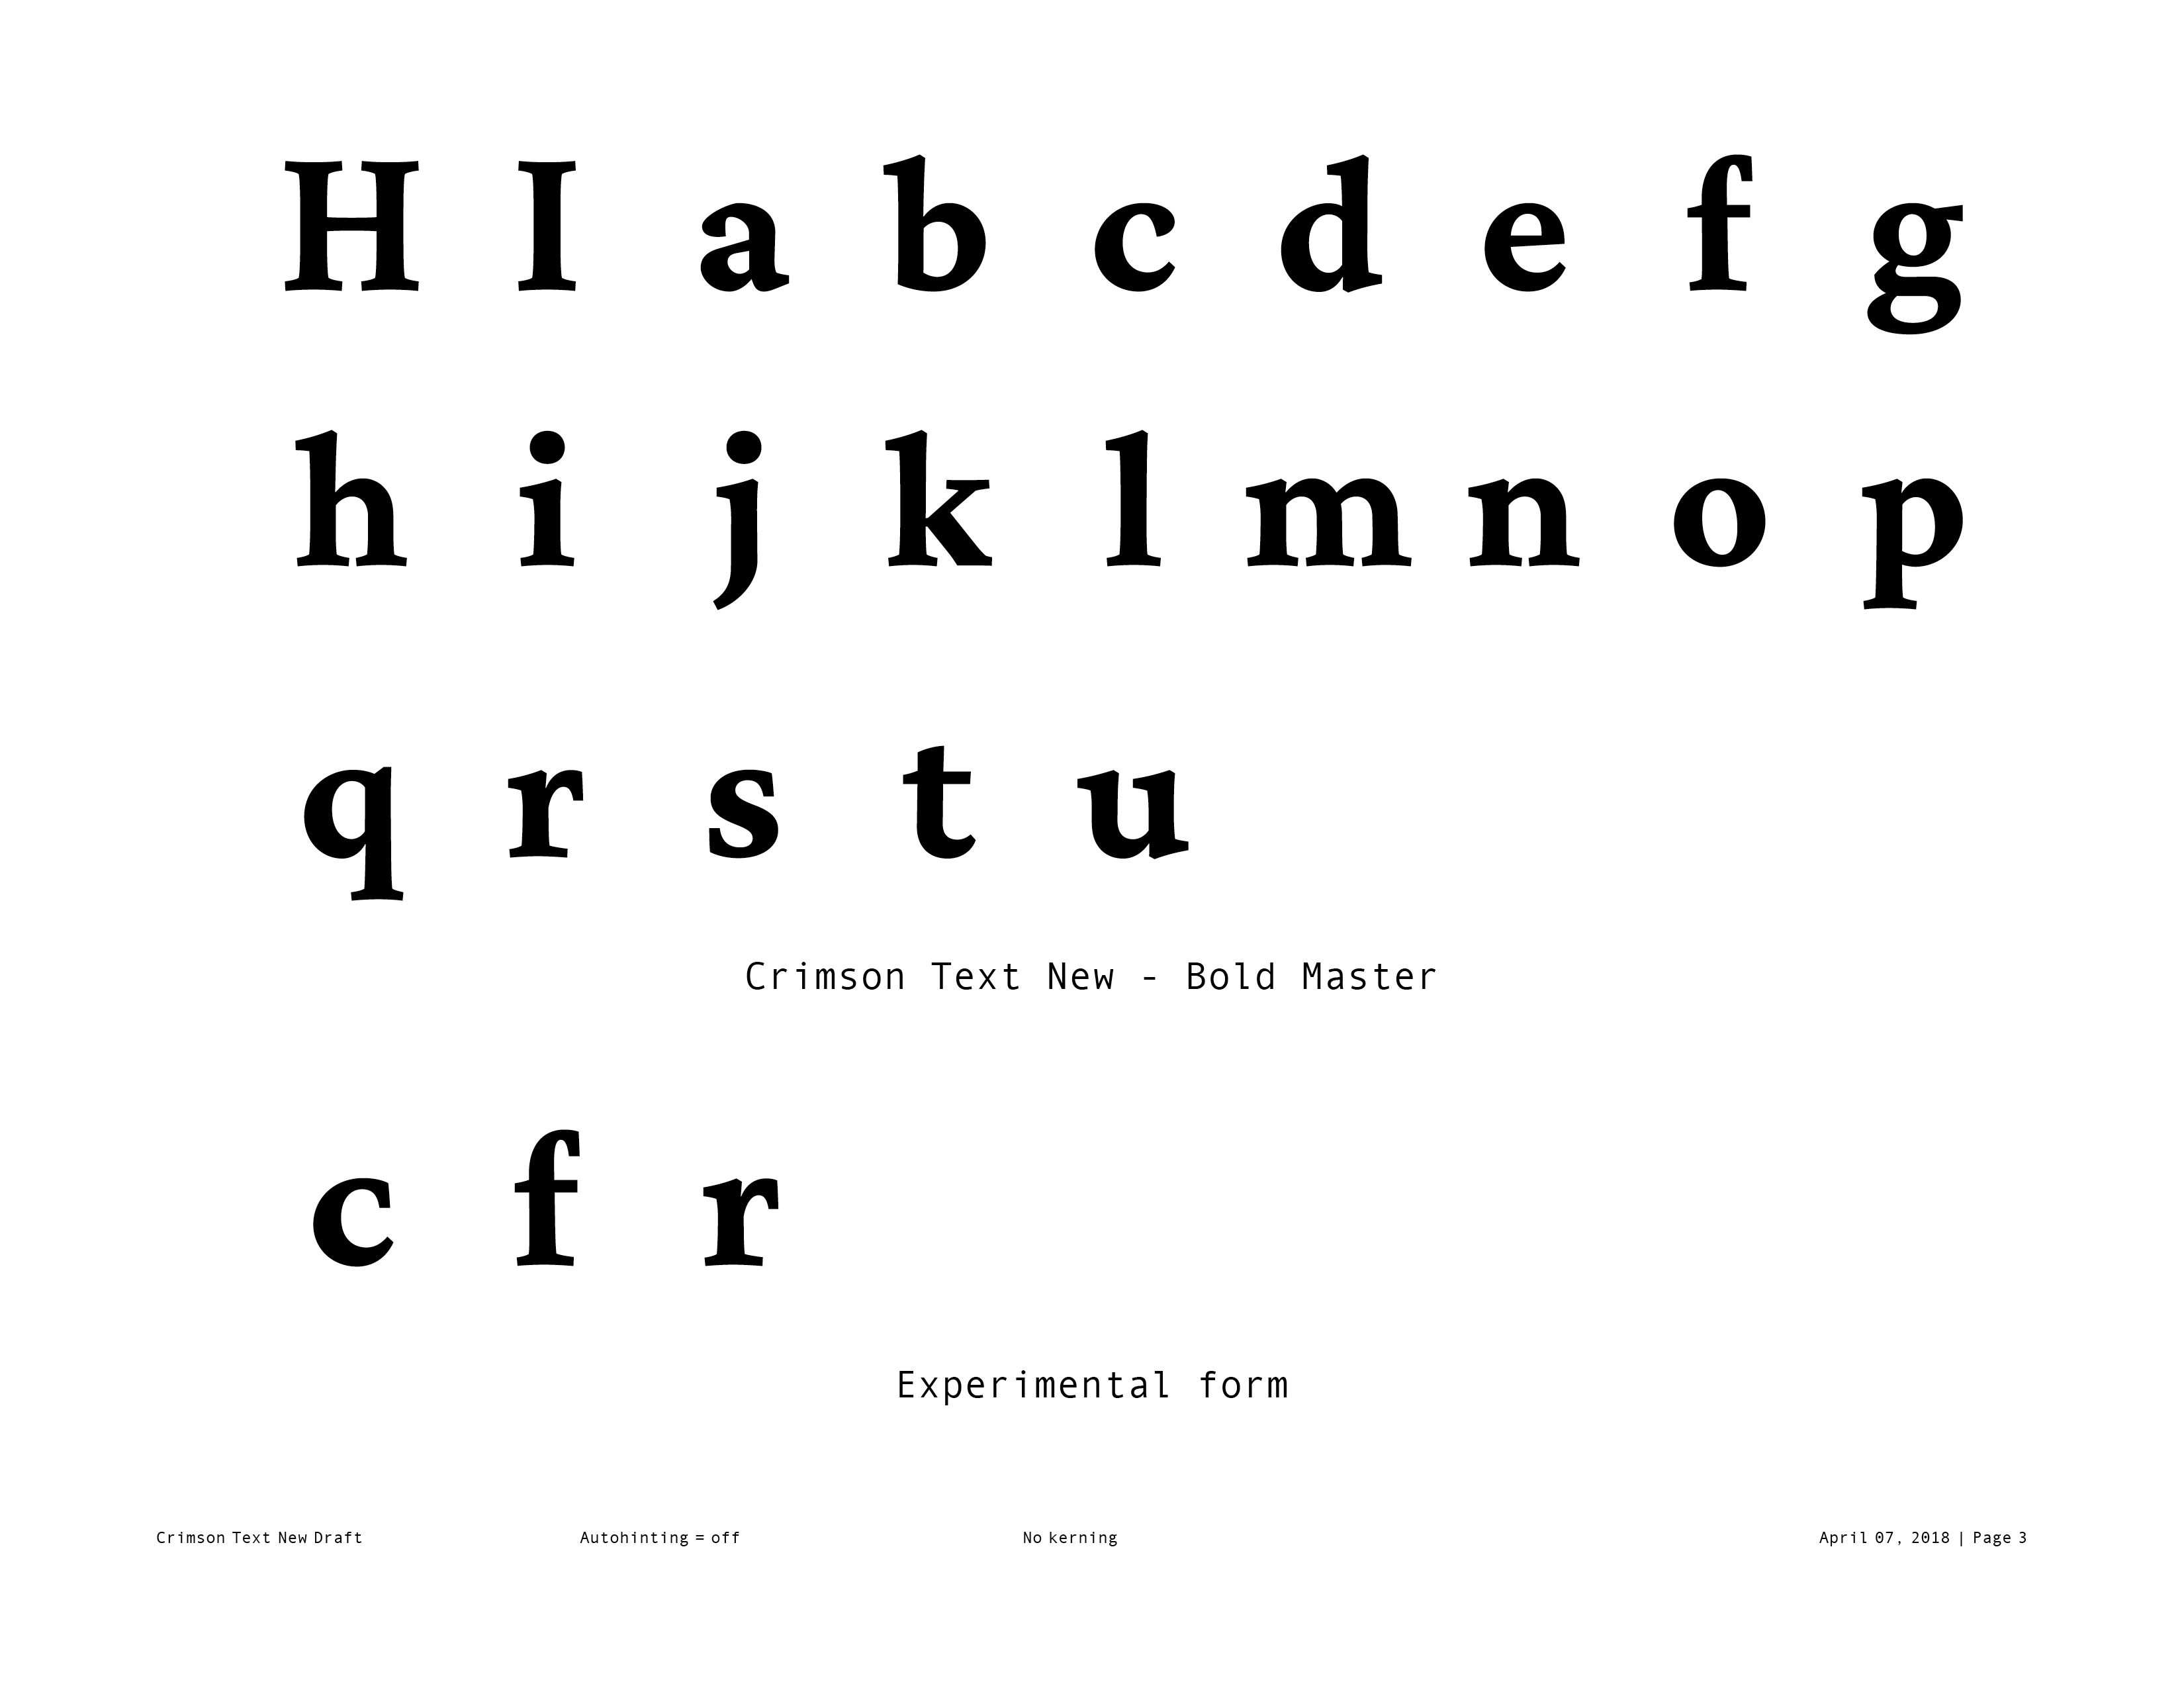 H I a b c d e f g
h i j k l m n o p
q r s t u
Crimson Text New - Bold Master
c f r
Experimental form
Crimson Text New Draft Autohinting = off No kerning April 07, 2018 | Page 3